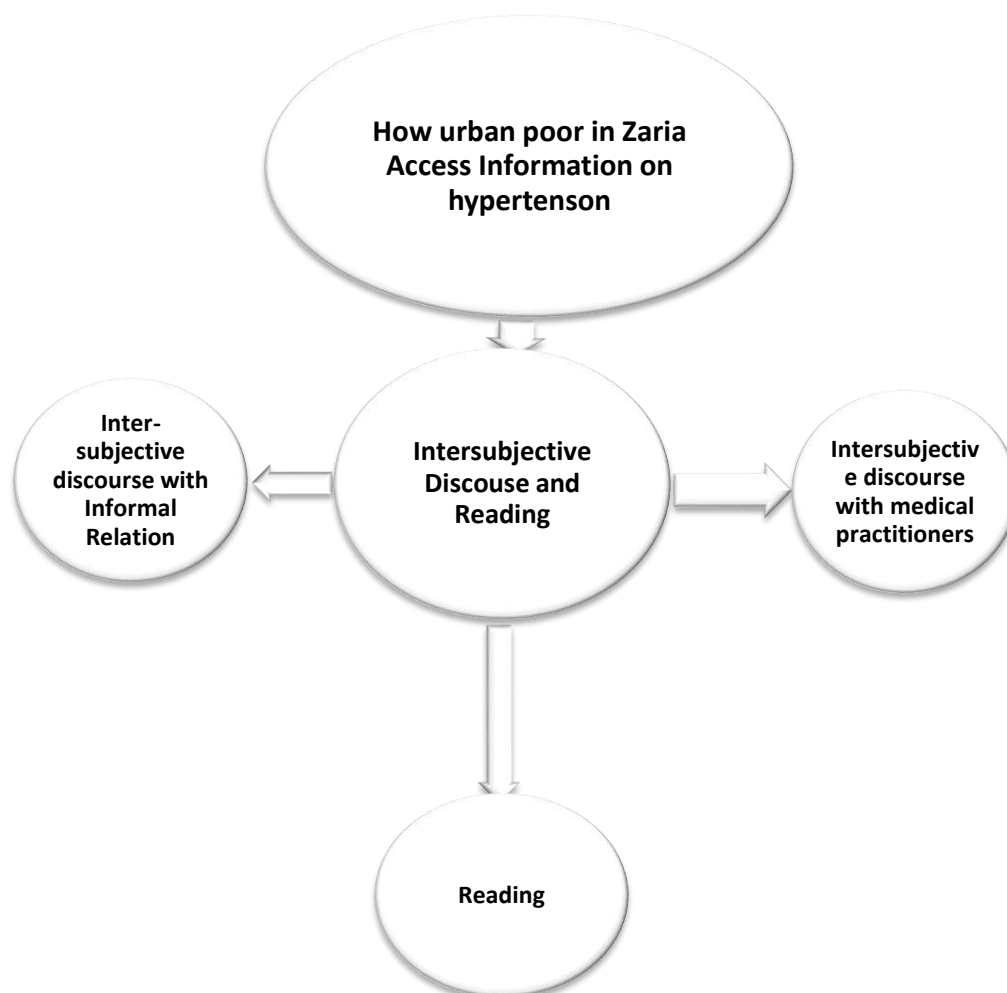 How urban poor in Zaria
Access Information on
hypertenson
Inter-
subjective
discourse with
Informal
Relation
Intersubjective
Discouse and
Reading
Intersubjectiv
e discourse
with medical
practitioners
Reading